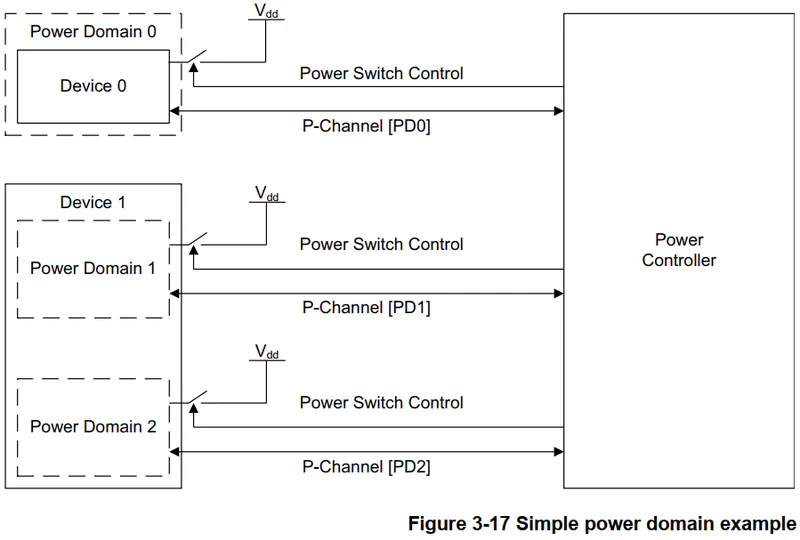 Vdd
Power Domain 0
Device 0
Power Switch Control
P-Channel [PD0]
Device 1
Vdd
Power Domain 1
Power Switch Control
P-Channel [PD1]
Power
Controller
Vdd
Power Domain 2
Power Switch Control
P-Channel [PD2]
Figure 3-17 Simple power domain example